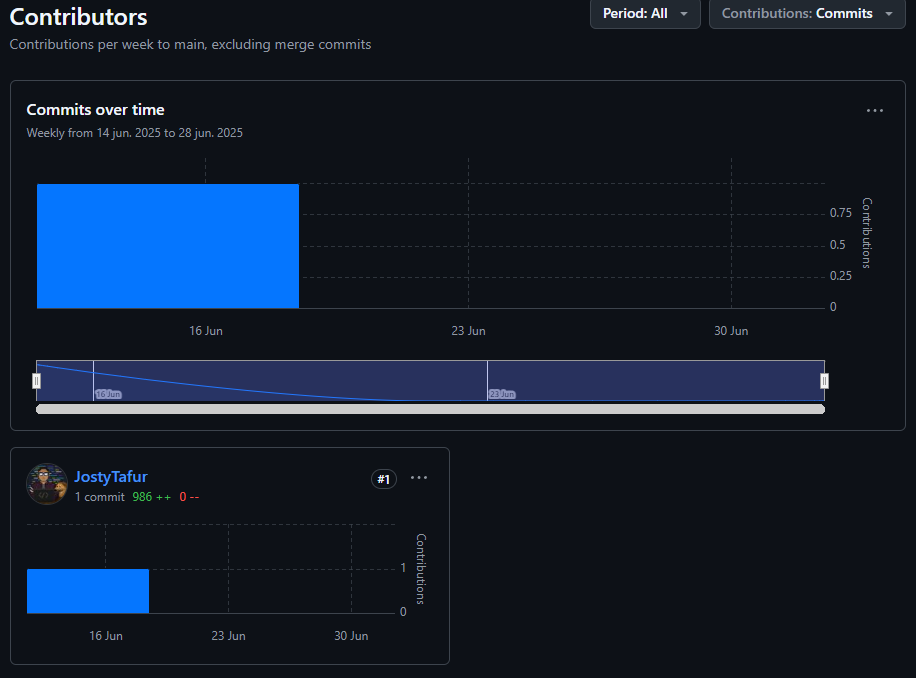 Contributors
Period: All
Contributions: Commits
Contributions per week to main, excluding merge commits
Commits over time
Weekly from 14 jun. 2025 to 28 jun. 2025
0.75
0.5
0.25
0
Contributions
16 Jun
23 Jun
30 Jun
16 Jun
23 Jun
JostyTafur
#1
1 commit 986 ++ 0 --
1
0
Contributions
16 Jun
23 Jun
30 Jun